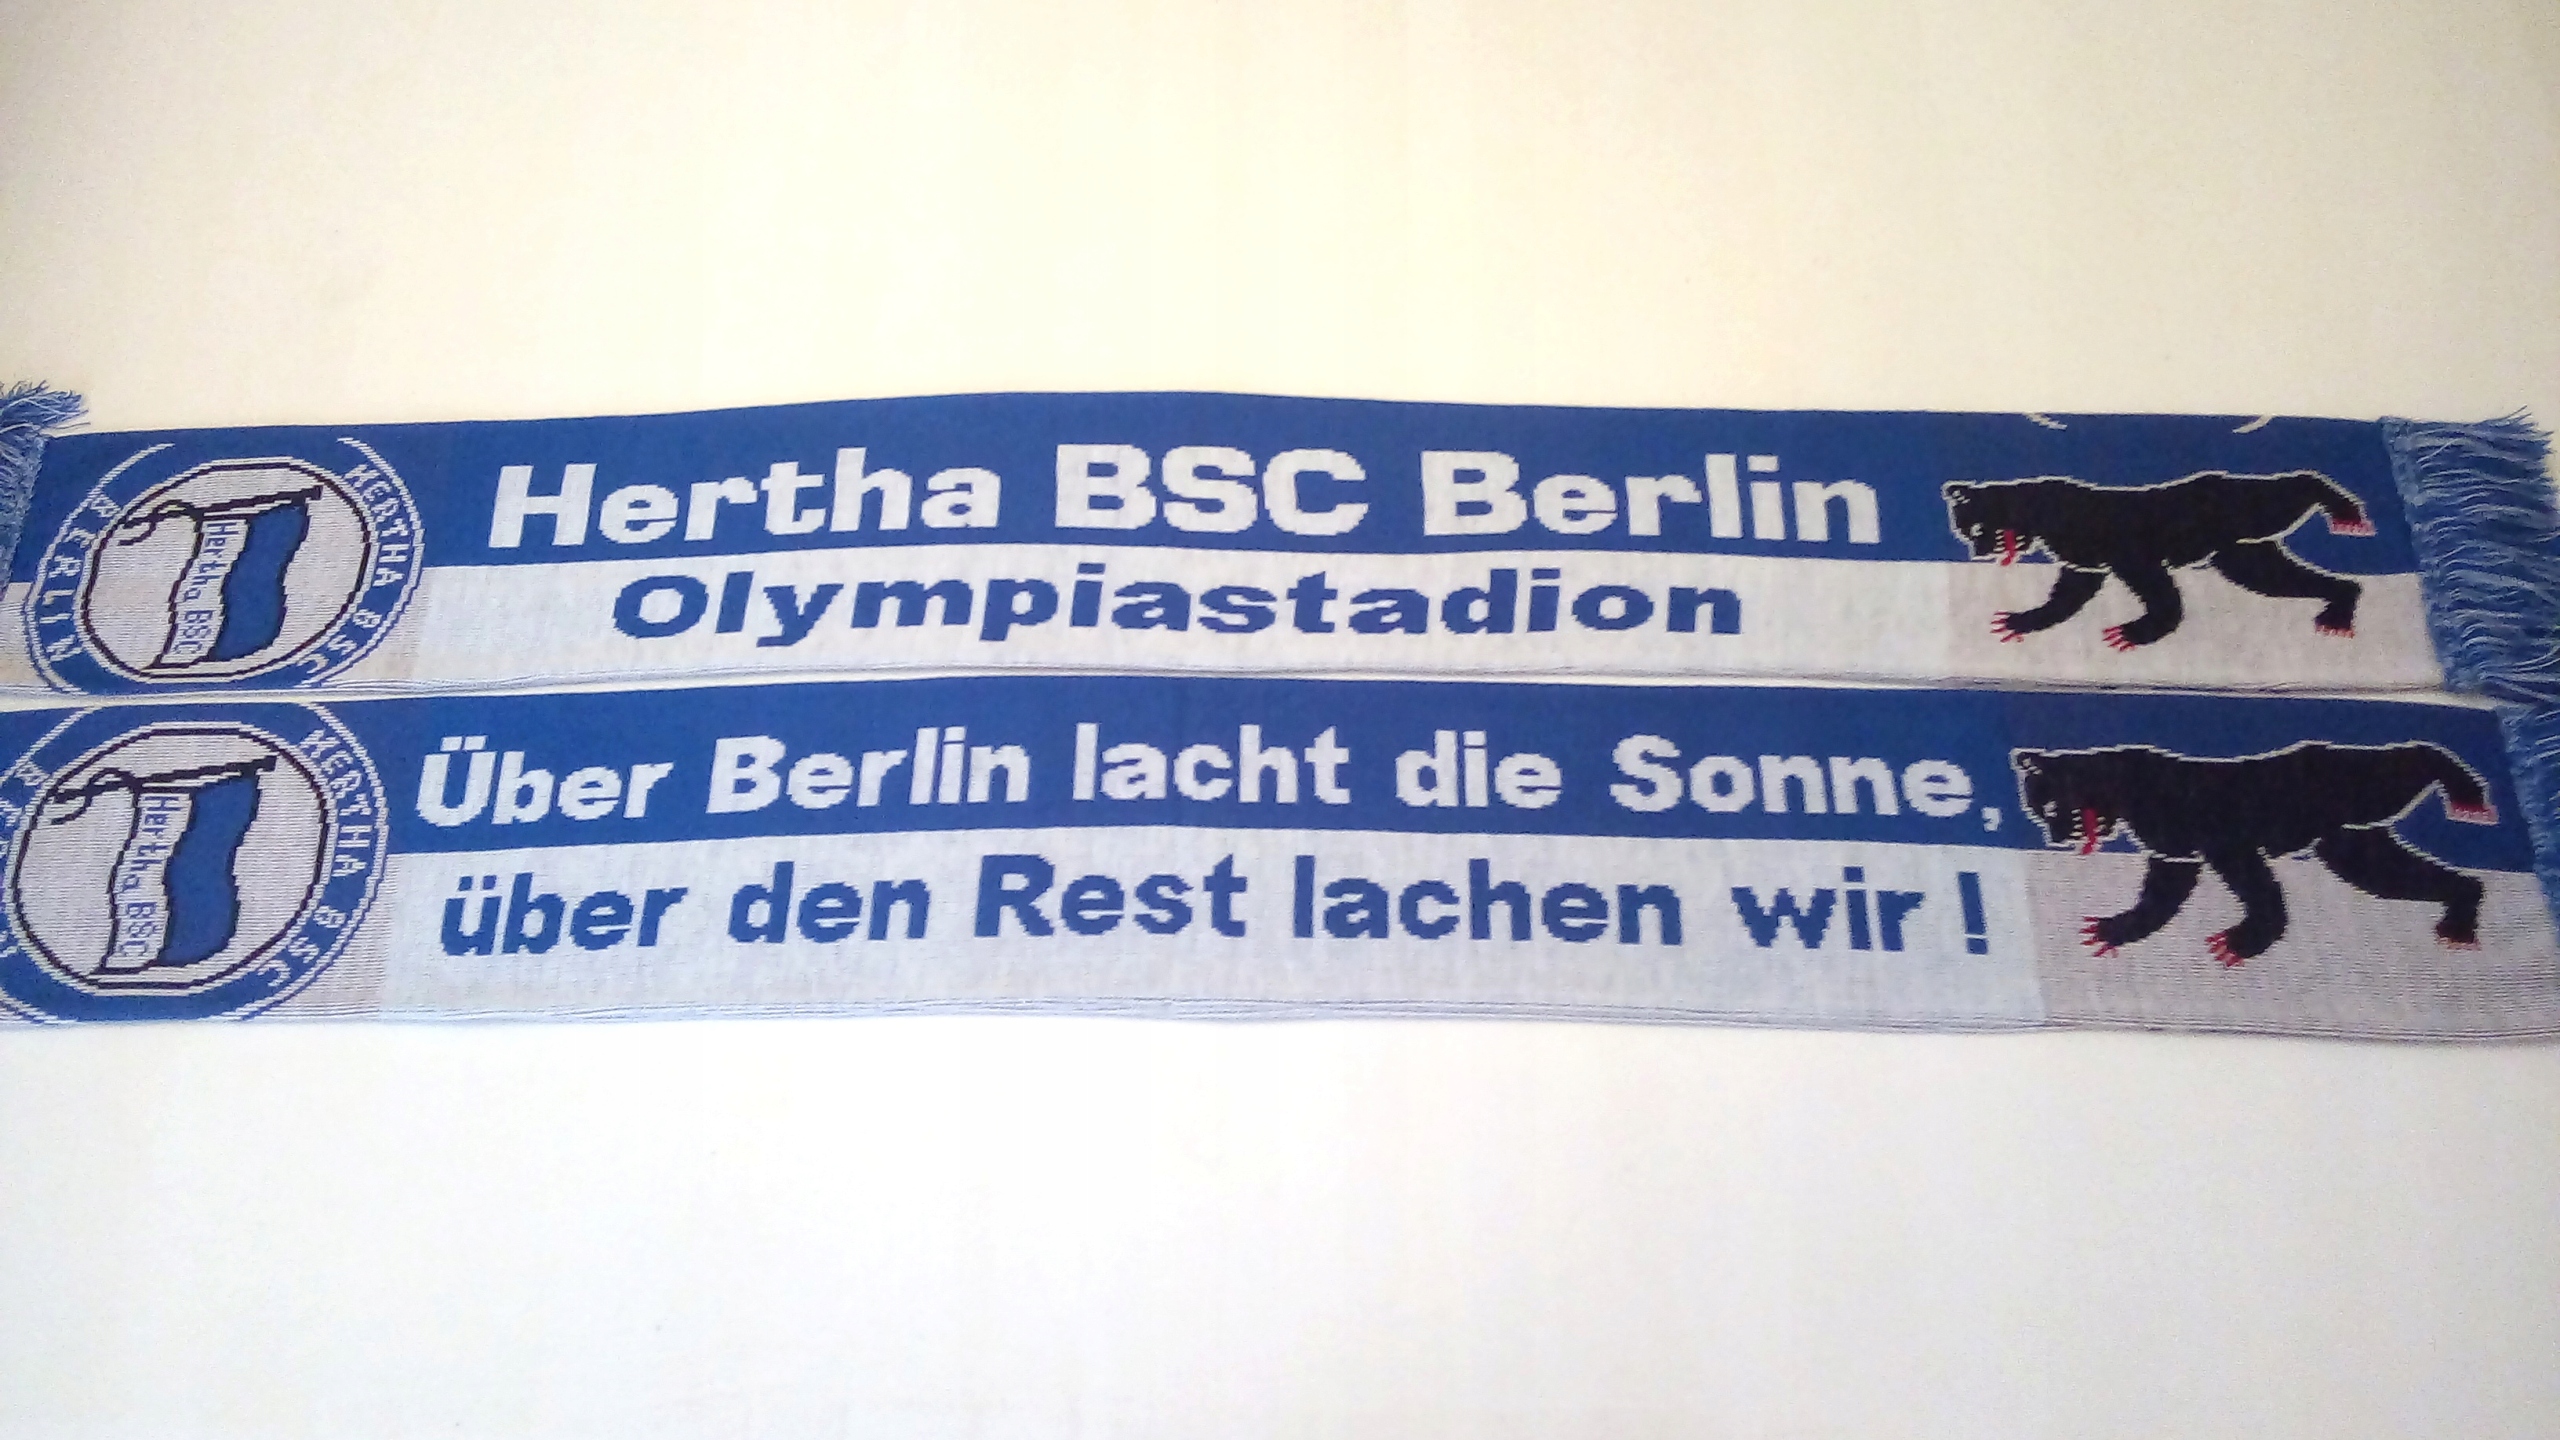 HERTHA BSC
BERLIN
Hertha BSC
Hertha BSC Berlin
Olympiastadion
HERTHA BSC
Hertha BSC
Über Berlin lacht die Sonne,
über den Rest lachen wir !